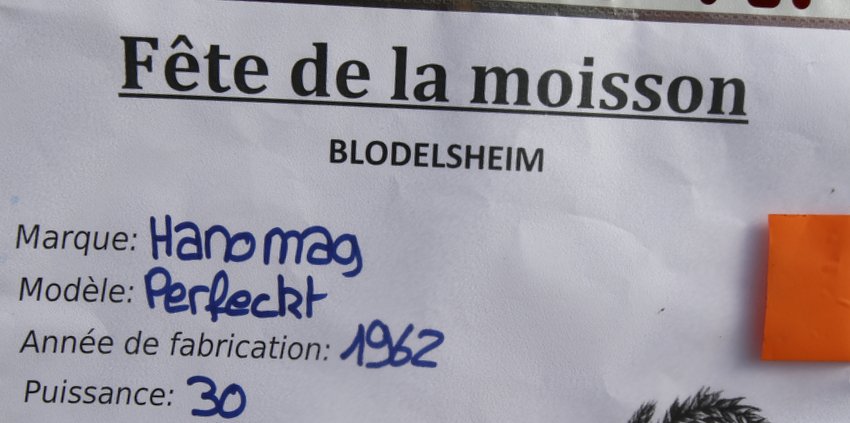 Fête de la moisson
BLODELSHEIM
Marque: Hanomag
Modèle: Perfeckt
Année de fabrication: 1962
Puissance: 30